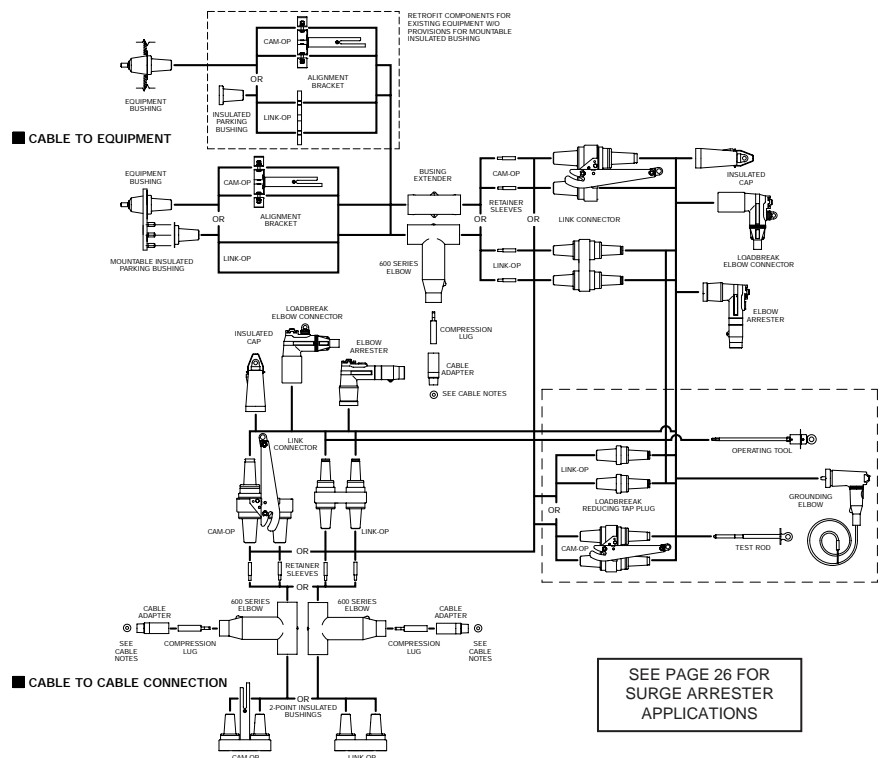 RETROFIT COMPONENTS FOR
EXISTING EQUIPMENT W/O
PROVISIONS FOR MOUNTABLE
INSULATED BUSHING
CAM-OP
OR
ALIGNMENT
BRACKET
EQUIPMENT
BUSHING
INSULATED
PARKING
BUSHING
LINK-OP
■ CABLE TO EQUIPMENT
EQUIPMENT
BUSHING
CAM-OP
OR
ALIGNMENT
BRACKET
MOUNTABLE INSULATED
PARKING BUSHING
LINK-OP
BUSING
EXTENDER
OR
600 SERIES
ELBOW
CAM-OP
RETAINER
SLEEVES
OR
OR
LINK CONNECTOR
LINK-OP
INSULATED
CAP
LOADBREAK
ELBOW CONNECTOR
ELBOW
ARRESTER
COMPRESSION
LUG
CABLE
ADAPTER
SEE CABLE NOTES
INSULATED
CAP
LOADBREAK
ELBOW CONNECTOR
ELBOW
ARRESTER
LINK
CONNECTOR
CAM-OP
LINK-OP
OR
RETAINER
SLEEVES
OR
OPERATING TOOL
LINK-OP
LOADBREEAK
REDUCING TAP PLUG
OR
CAM-OP
GROUNDING
ELBOW
TEST ROD
600 SERIES
ELBOW
600 SERIES
ELBOW
CABLE
ADAPTER
CABLE
ADAPTER
SEE
CABLE
NOTES
COMPRESSION
LUG
COMPRESSION
LUG
SEE
CABLE
NOTES
■ CABLE TO CABLE CONNECTION
OR
2-POINT INSULATED
BUSHINGS
CAM-OP
LINK-OP
SEE PAGE 26 FOR
SURGE ARRESTER
APPLICATIONS